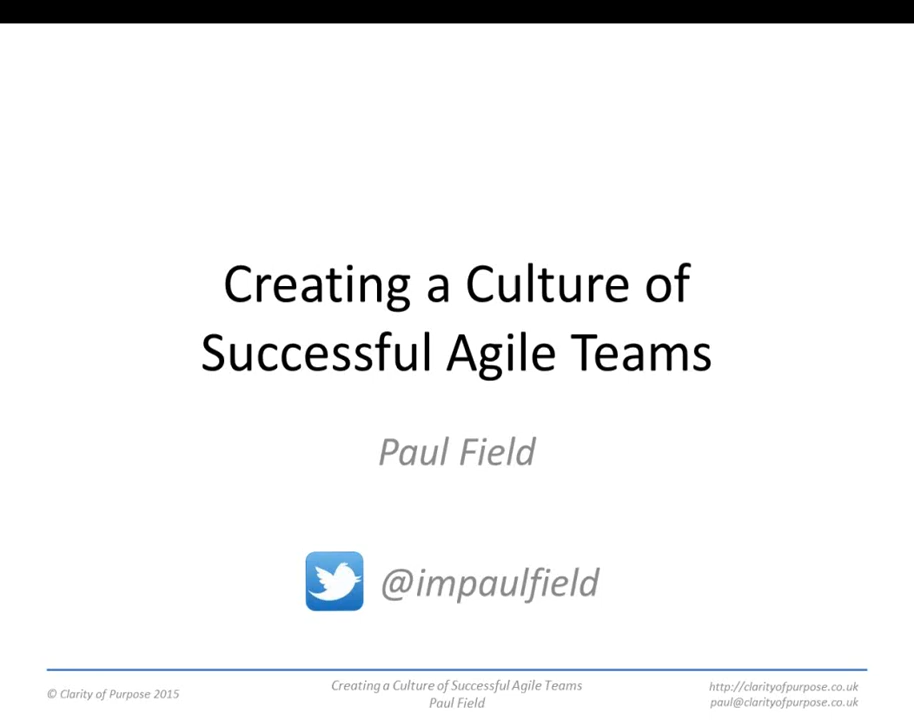 Creating a Culture of
Successful Agile Teams
Paul Field
@impaulfield
© Clarity of Purpose 2015
Creating a Culture of Successful Agile Teams
Paul Field
http://clarityofpurpose.co.uk
paul@clarityofpurpose.co.uk